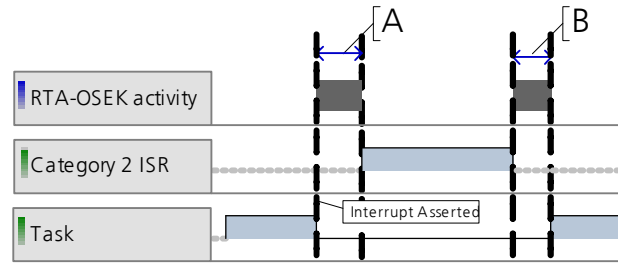 A
B
RTA-OSEK activity
Category 2 ISR
Interrupt Asserted
Task